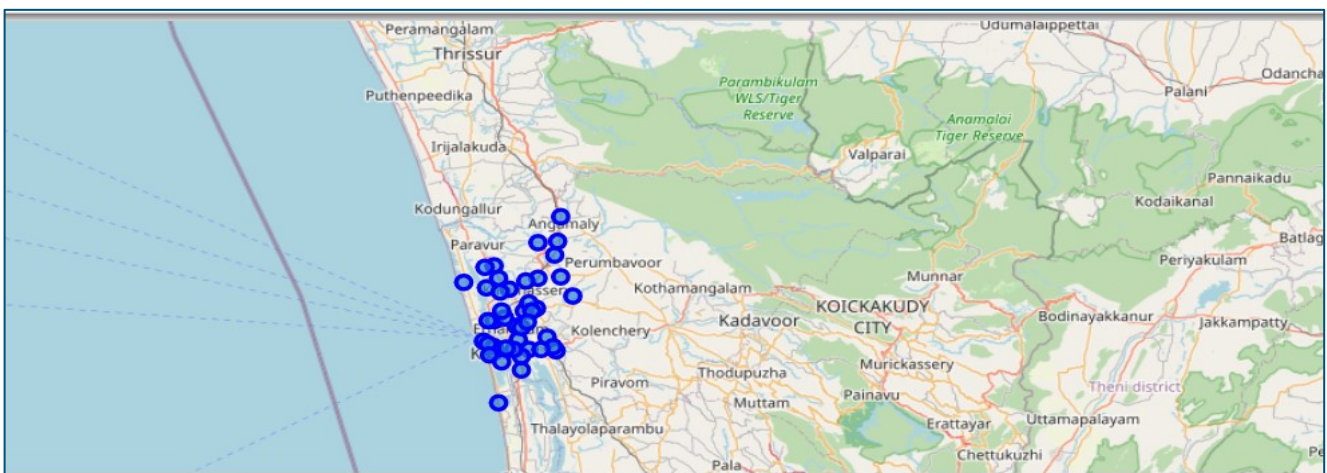 Peramangalam
Thrissur
Udumalaippettai
Odancha
Palani
Puthenpeedika
Parambikulam
WLS/Tiger
Reserve
Anamalai
Tiger Reserve
Irijalakuda
Valparai
Pannaikadu
Kodungallur
Kodaikanal
Angamaly
Batlag
Paravur
Perumbavoor
Periyakulam
Munnar
Kothamangalam
KOICKAKUDY
CITY
Kadavoor
Bodinayakkanur
Jakkampatty
Kolenchery
Murickassery
Thodupuzha
Theni district
Piravom
Painavu
Muttam
Erattayar
Uttamapalayam
Thalayolaparambu
Chettukuzhi
Pala
Pe